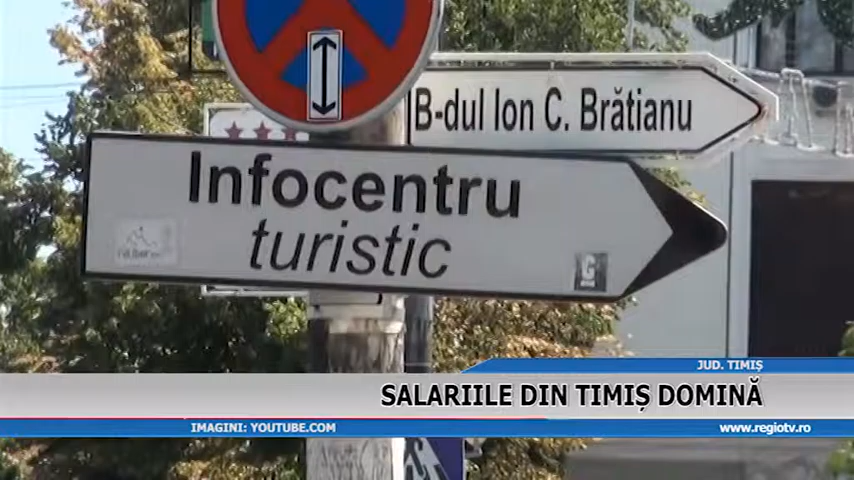 B-dul Ion C. Brătianu
Infocentru
turistic
JUD. TIMIȘ
SALARIILE DIN TIMIȘ DOMINĂ
IMAGINI: YOUTUBE.COM
www.regiotv.ro